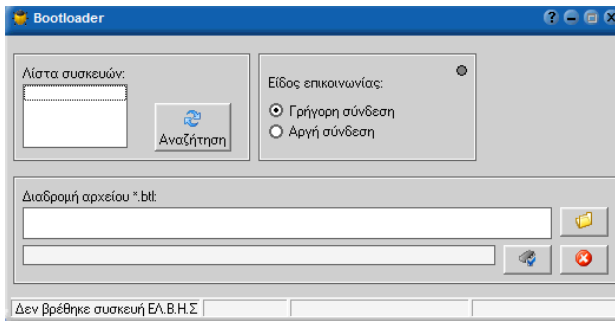 Bootloader
Λίστα συσκευών:
Αναζήτηση
Είδος επικοινωνίας:
Γρήγορη σύνδεση
Αργή σύνδεση
Διαδρομή αρχείου *.btl:
Δεν βρέθηκε συσκευή ΕΛ.Β.Η.Σ